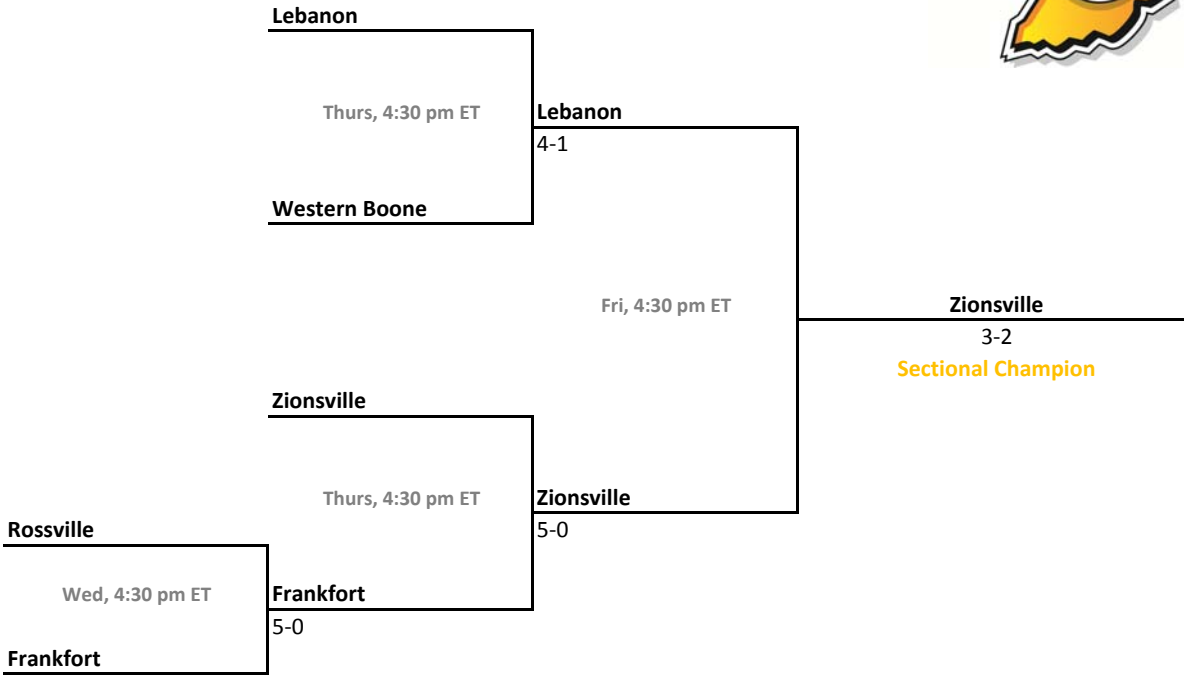 Lebanon
Thurs, 4:30 pm ET
Lebanon
4-1
Western Boone
Fri, 4:30 pm ET
Zionsville
3-2
Sectional Champion
Zionsville
Thurs, 4:30 pm ET
Zionsville
5-0
Rossville
Wed, 4:30 pm ET
Frankfort
5-0
Frankfort